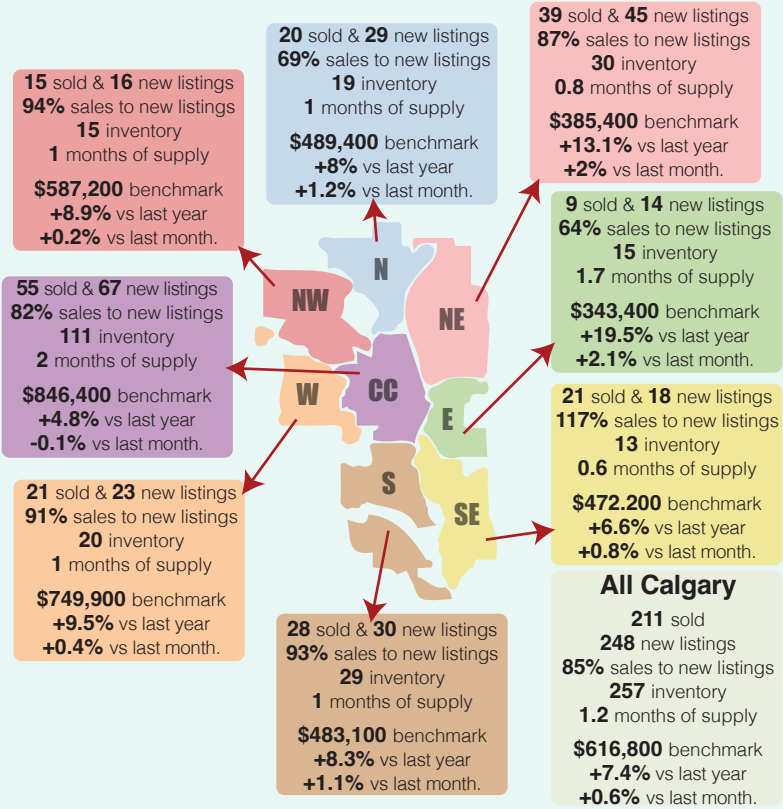 15 sold & 16 new listings
94% sales to new listings
15 inventory
1 months of supply
$587,200 benchmark
+8.9% vs last year
+0.2% vs last month.
20 sold & 29 new listings
69% sales to new listings
19 inventory
1 months of supply
$489,400 benchmark
+8% vs last year
+1.2% vs last month.
39 sold & 45 new listings
87% sales to new listings
30 inventory
0.8 months of supply
$385,400 benchmark
+13.1% vs last year
+2% vs last month.
9 sold & 14 new listings
64% sales to new listings
15 inventory
1.7 months of supply
$343,400 benchmark
+19.5% vs last year
+2.1% vs last month.
55 sold & 67 new listings
82% sales to new listings
111 inventory
2 months of supply
$846,400 benchmark
+4.8% vs last year
-0.1% vs last month.
N
NW
NE
W
CC
E
S
SE
21 sold & 18 new listings
117% sales to new listings
13 inventory
0.6 months of supply
$472.200 benchmark
+6.6% vs last year
+0.8% vs last month.
21 sold & 23 new listings
91% sales to new listings
20 inventory
1 months of supply
$749,900 benchmark
+9.5% vs last year
+0.4% vs last month.
28 sold & 30 new listings
93% sales to new listings
29 inventory
1 months of supply
$483,100 benchmark
+8.3% vs last year
+1.1% vs last month.
All Calgary
211 sold
248 new listings
85% sales to new listings
257 inventory
1.2 months of supply
$616,800 benchmark
+7.4% vs last year
+0.6% vs last month.